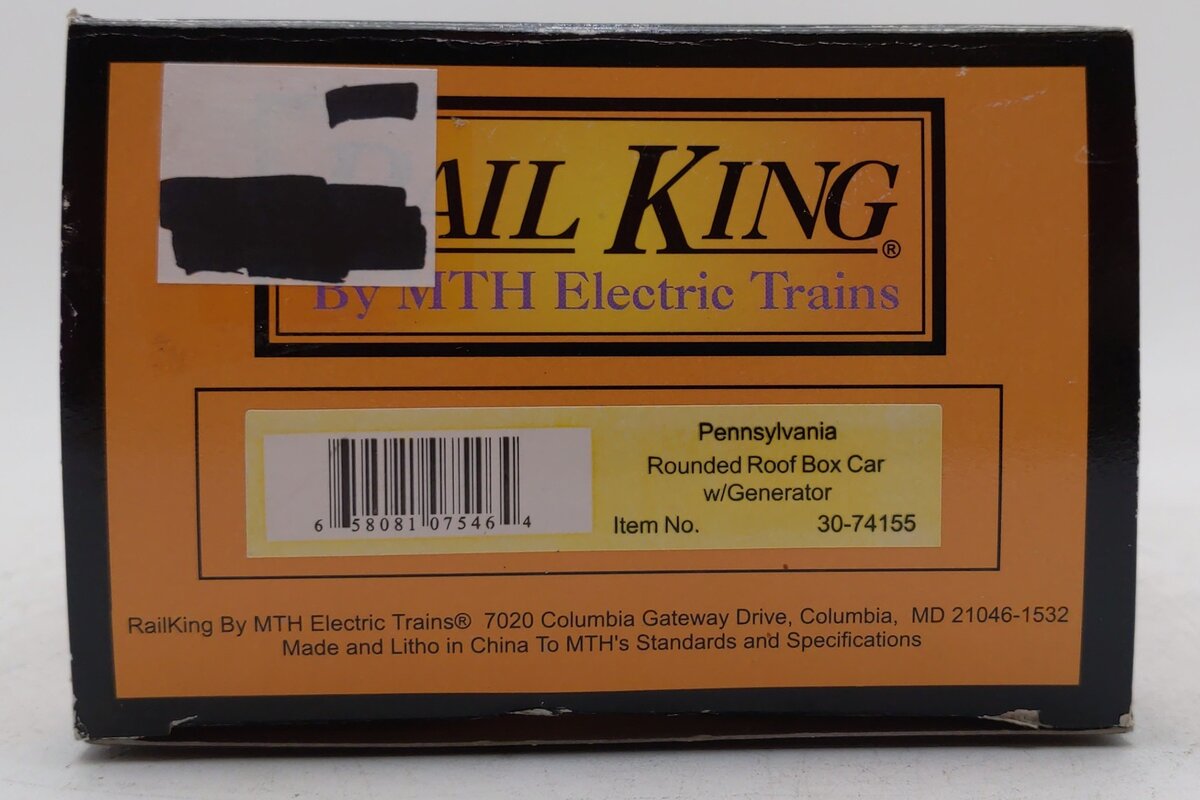 AIL KING®
By MTH Electric Trains
Pennsylvania
Rounded Roof Box Car
w/Generator
Item No. 30-74155
6 58081 07546 4
RailKing By MTH Electric Trains® 7020 Columbia Gateway Drive, Columbia, MD 21046-1532
Made and Litho in China To MTH's Standards and Specifications